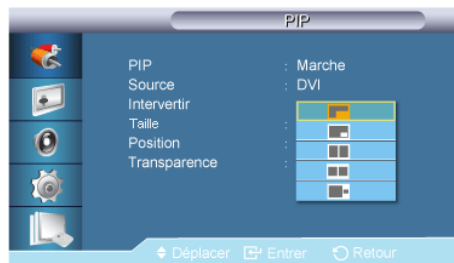 PIP
PIP : Marche
Source : DVI
Intervertir
Taille :
Position :
Transparence :
Déplacer Entrer Retour